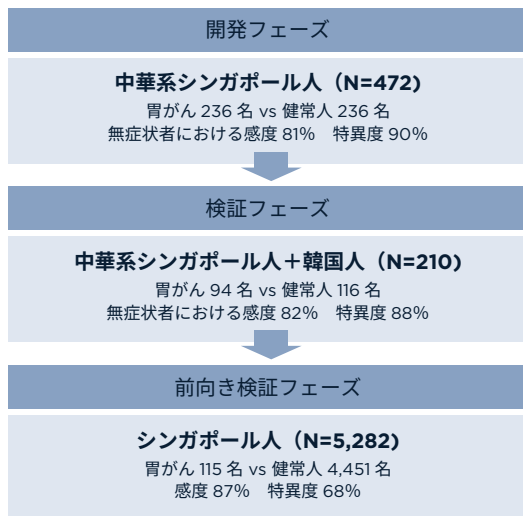 開発フェーズ
中華系シンガポール人（N=472）
胃がん 236 名 vs 健常人 236 名
無症状者における感度 81%　特異度 90%
検証フェーズ
中華系シンガポール人＋韓国人（N=210）
胃がん 94 名 vs 健常人 116 名
無症状者における感度 82%　特異度 88%
前向き検証フェーズ
シンガポール人（N=5,282）
胃がん 115 名 vs 健常人 4,451 名
感度 87%　特異度 68%